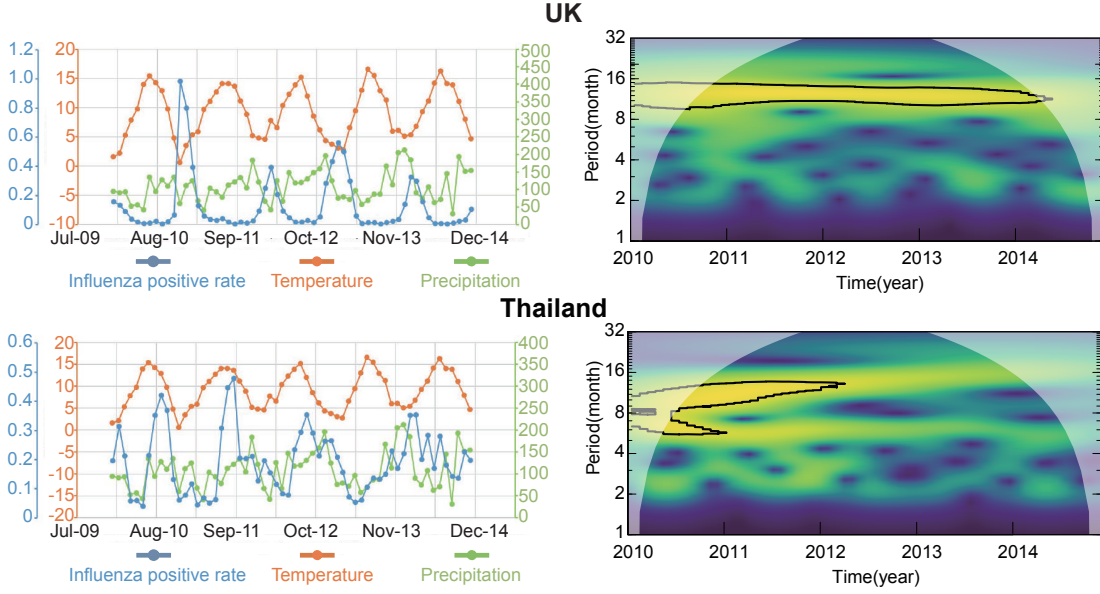 UK
1.2 20 500
1.0 15 450
0.8 10 400
0.6 5 350
0.4 0 300
0.2 -5 250
0 -10 200
150
100
50
0
Jul-09 Aug-10 Sep-11 Oct-12 Nov-13 Dec-14
Influenza positive rate Temperature Precipitation
32
16
8
4
2
1
Period(month)
2010 2011 2012 2013 2014
Time(year)
Thailand
0.6 20 400
0.5 15 350
0.4 10 300
0.3 5 250
0.2 0 200
0.1 -5 150
0 -10 100
-15 50
-20 0
-10
-15
Jul-09 Aug-10 Sep-11 Oct-12 Nov-13 Dec-14
Influenza positive rate Temperature Precipitation
32
16
8
4
2
1
Period(month)
2010 2011 2012 2013 2014
Time(year)